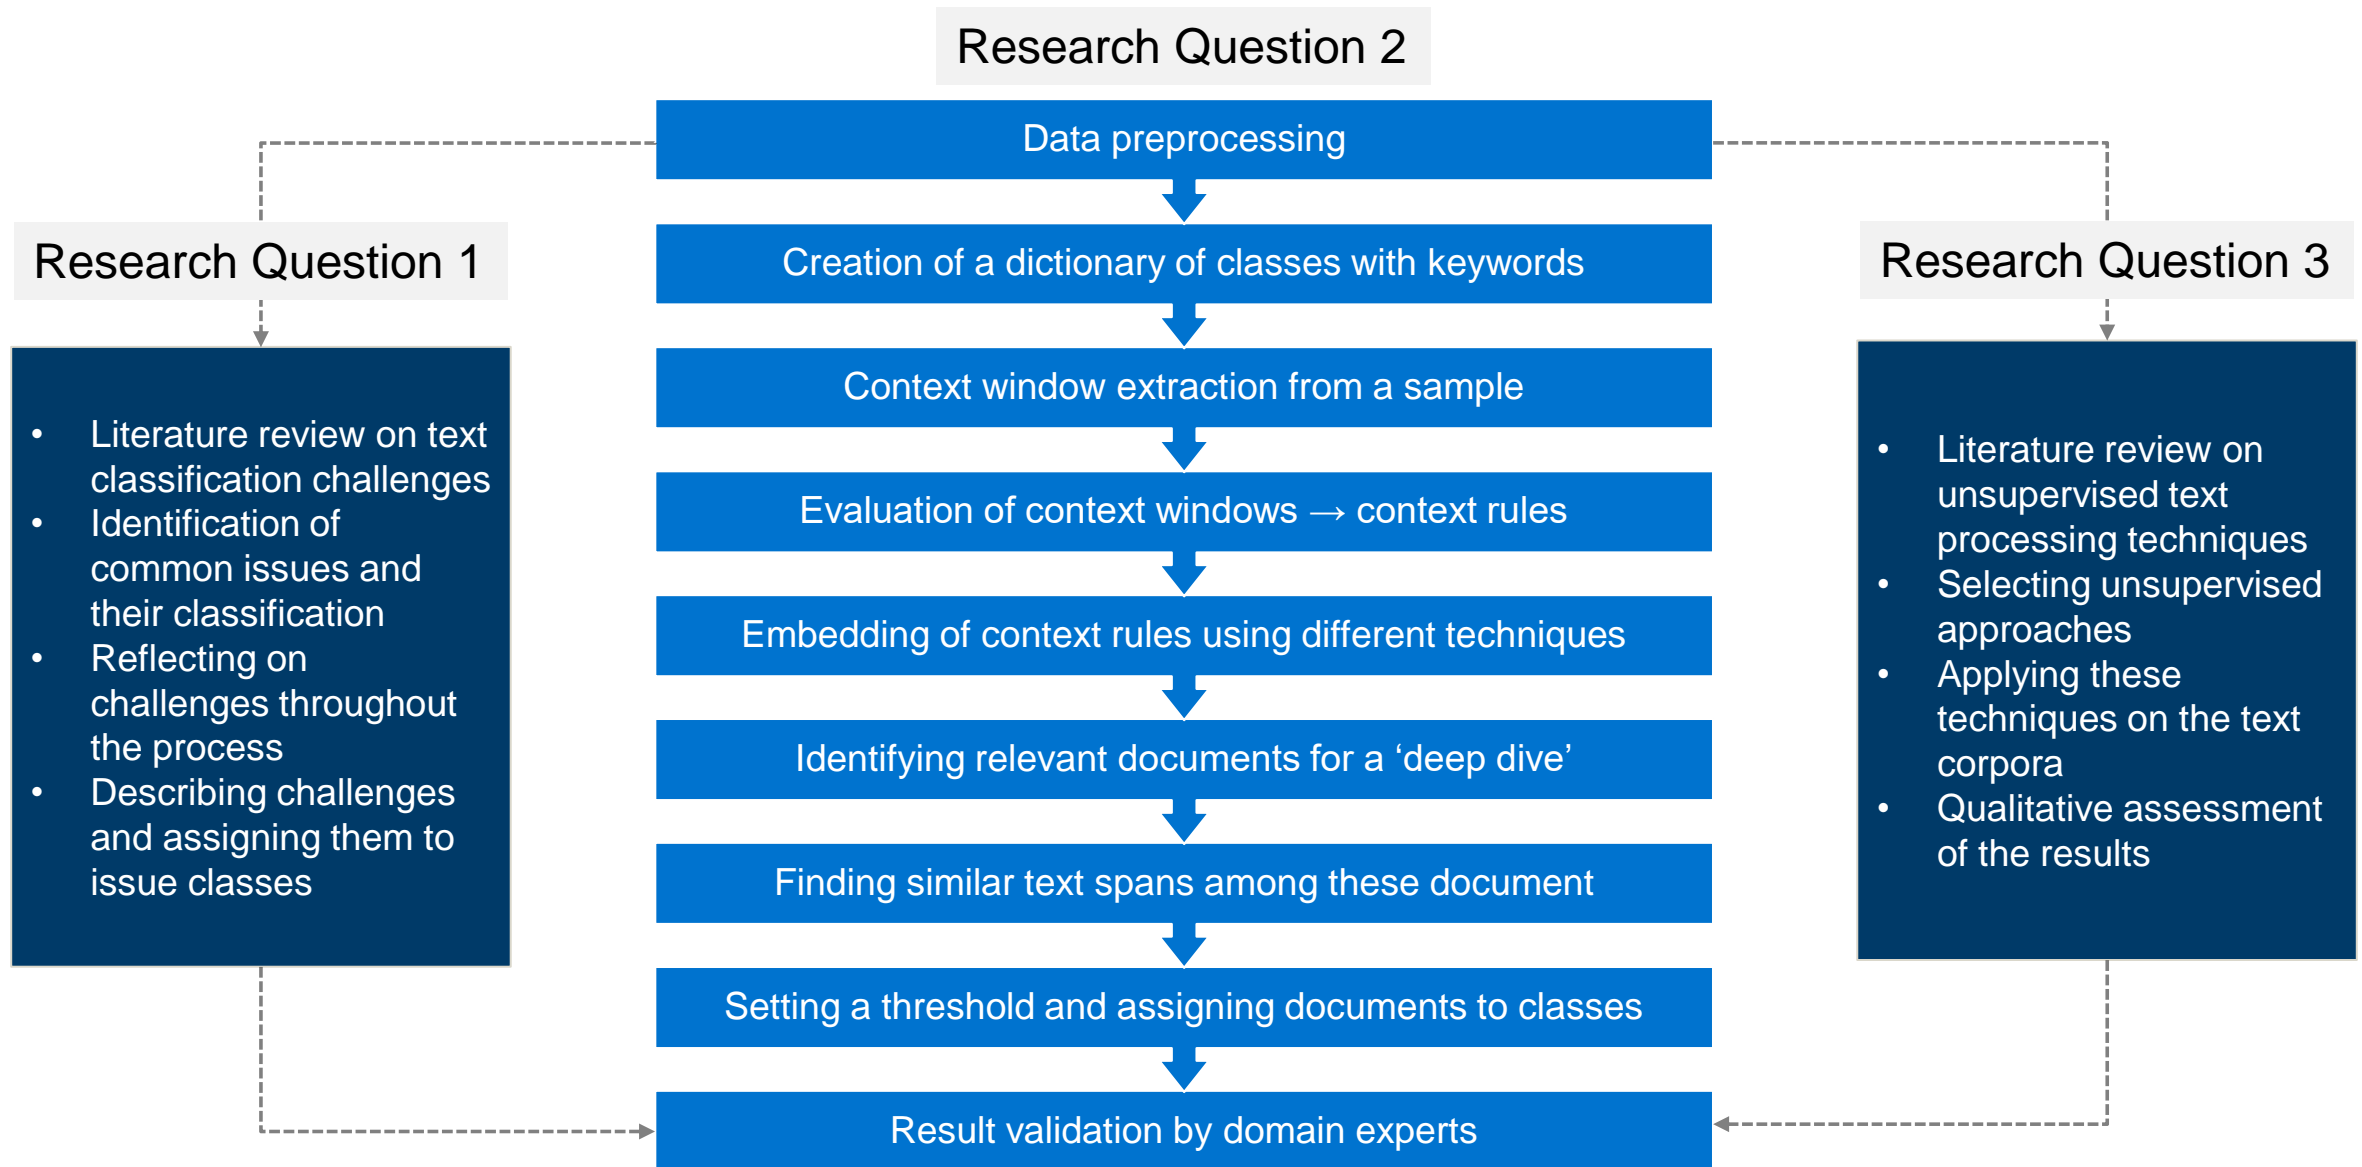 Research Question 2
Data preprocessing
Creation of a dictionary of classes with keywords
Context window extraction from a sample
Evaluation of context windows → context rules
Embedding of context rules using different techniques
Identifying relevant documents for a ‘deep dive’
Finding similar text spans among these document
Setting a threshold and assigning documents to classes
Result validation by domain experts
Research Question 1
• Literature review on text
classification challenges
• Identification of
common issues and
their classification
• Reflecting on
challenges throughout
the process
• Describing challenges
and assigning them to
issue classes
Research Question 3
• Literature review on
unsupervised text
processing techniques
• Selecting unsupervised
approaches
• Applying these
techniques on the text
corpora
• Qualitative assessment
of the results